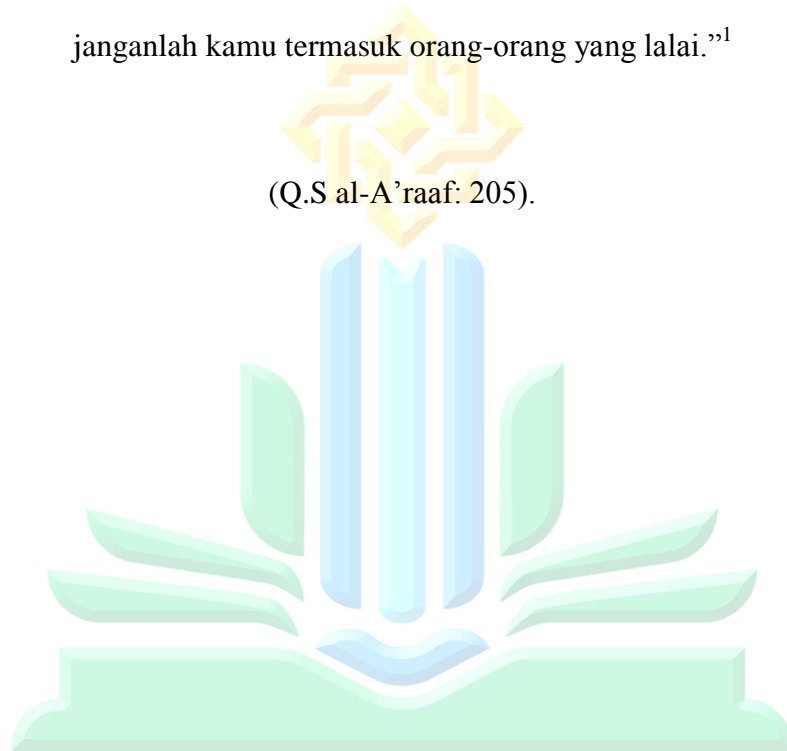 janganlah kamu termasuk orang-orang yang lalai.”¹
(Q.S al-A’raaf: 205).